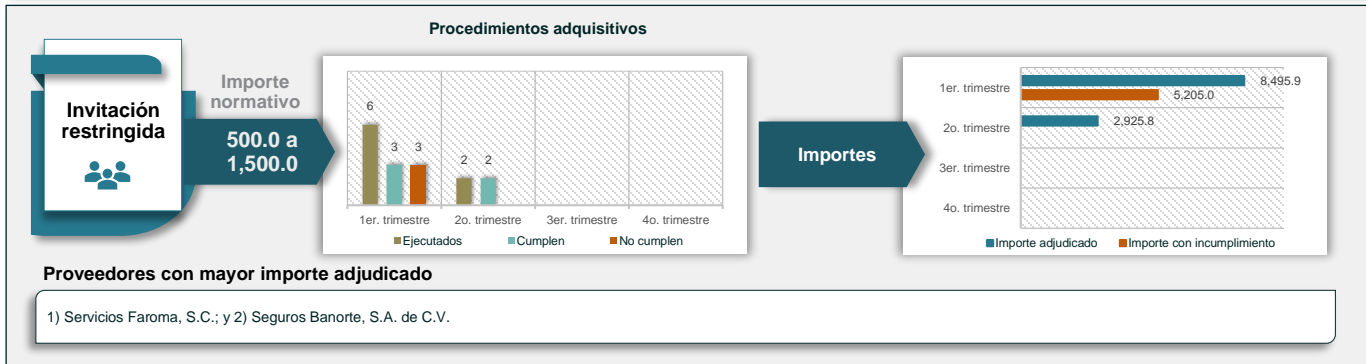 Procedimientos adquisitivos
Invitación
restringida
Importe
normativo
500.0 a
1,500.0
6
3
3
2
2
1er. trimestre
2o. trimestre
3er. trimestre
4o. trimestre
Ejecutados
Cumplen
No cumplen
Importes
1er. trimestre
8,495.9
5,205.0
2o. trimestre
2,925.8
3er. trimestre
4o. trimestre
Importe adjudicado
Importe con incumplimiento
Proveedores con mayor importe adjudicado
1) Servicios Faroma, S.C.; y 2) Seguros Banorte, S.A. de C.V.